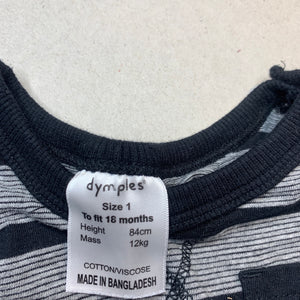 dymples
Size 1
To fit 18 months
Height 84cm
Mass 12kg
COTTON/VISCOSE
MADE IN BANGLADESH